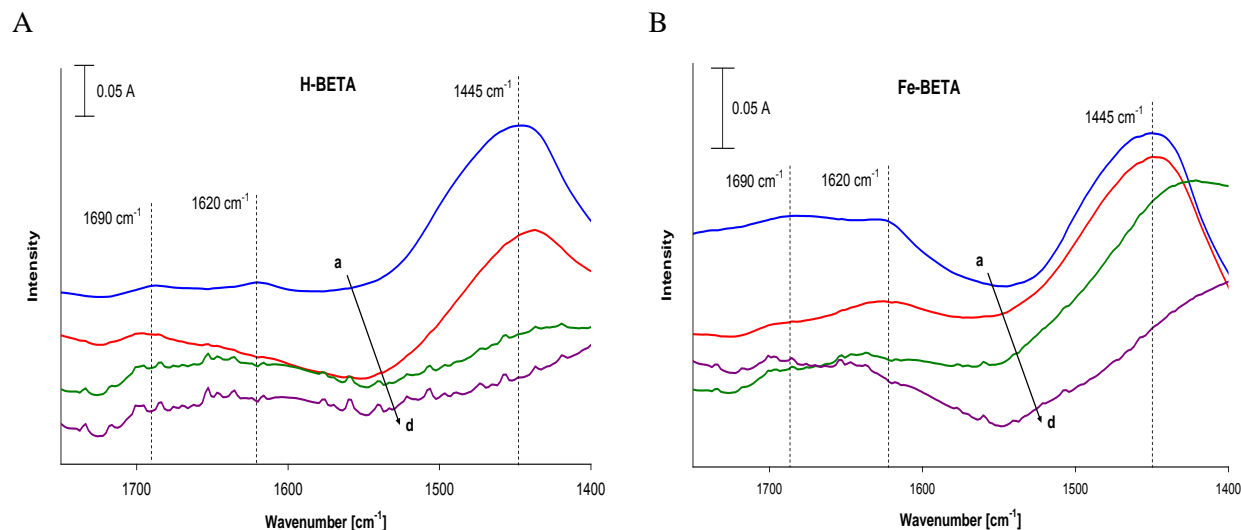 A
H-BETA
0.05 A
1445 cm-1
1690 cm-1
1620 cm-1
a
d
Intensity
1700
1600
1500
1400
Wavenumber [cm-1]
B
Fe-BETA
0.05 A
1445 cm-1
1690 cm-1
1620 cm-1
a
d
Intensity
1700
1600
1500
1400
Wavenumber [cm-1]